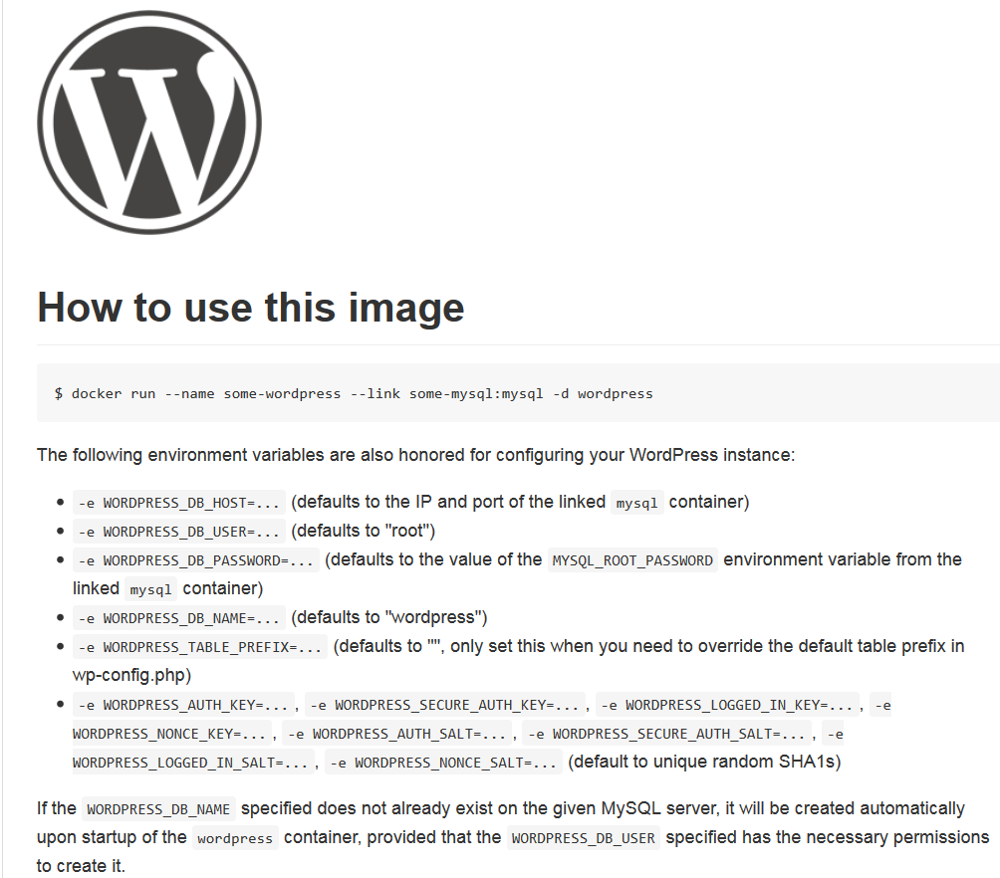 W
How to use this image
$ docker run --name some-wordpress --link some-mysql:mysql -d wordpress
The following environment variables are also honored for configuring your WordPress instance:
-e WORDPRESS_DB_HOST=... (defaults to the IP and port of the linked mysql container)
-e WORDPRESS_DB_USER=... (defaults to "root")
-e WORDPRESS_DB_PASSWORD=... (defaults to the value of the MYSQL_ROOT_PASSWORD environment variable from the
linked mysql container)
-e WORDPRESS_DB_NAME=... (defaults to "wordpress")
-e WORDPRESS_TABLE_PREFIX=... (defaults to "", only set this when you need to override the default table prefix in
wp-config.php)
-e WORDPRESS_AUTH_KEY=... , -e WORDPRESS_SECURE_AUTH_KEY=... , -e WORDPRESS_LOGGED_IN_KEY=... , -e
WORDPRESS_NONCE_KEY=... , -e WORDPRESS_AUTH_SALT=... , -e WORDPRESS_SECURE_AUTH_SALT=... , -e
WORDPRESS_LOGGED_IN_SALT=... , -e WORDPRESS_NONCE_SALT=... (default to unique random SHA1s)
If the WORDPRESS_DB_NAME specified does not already exist on the given MySQL server, it will be created automatically
upon startup of the wordpress container, provided that the WORDPRESS_DB_USER specified has the necessary permissions
to create it.